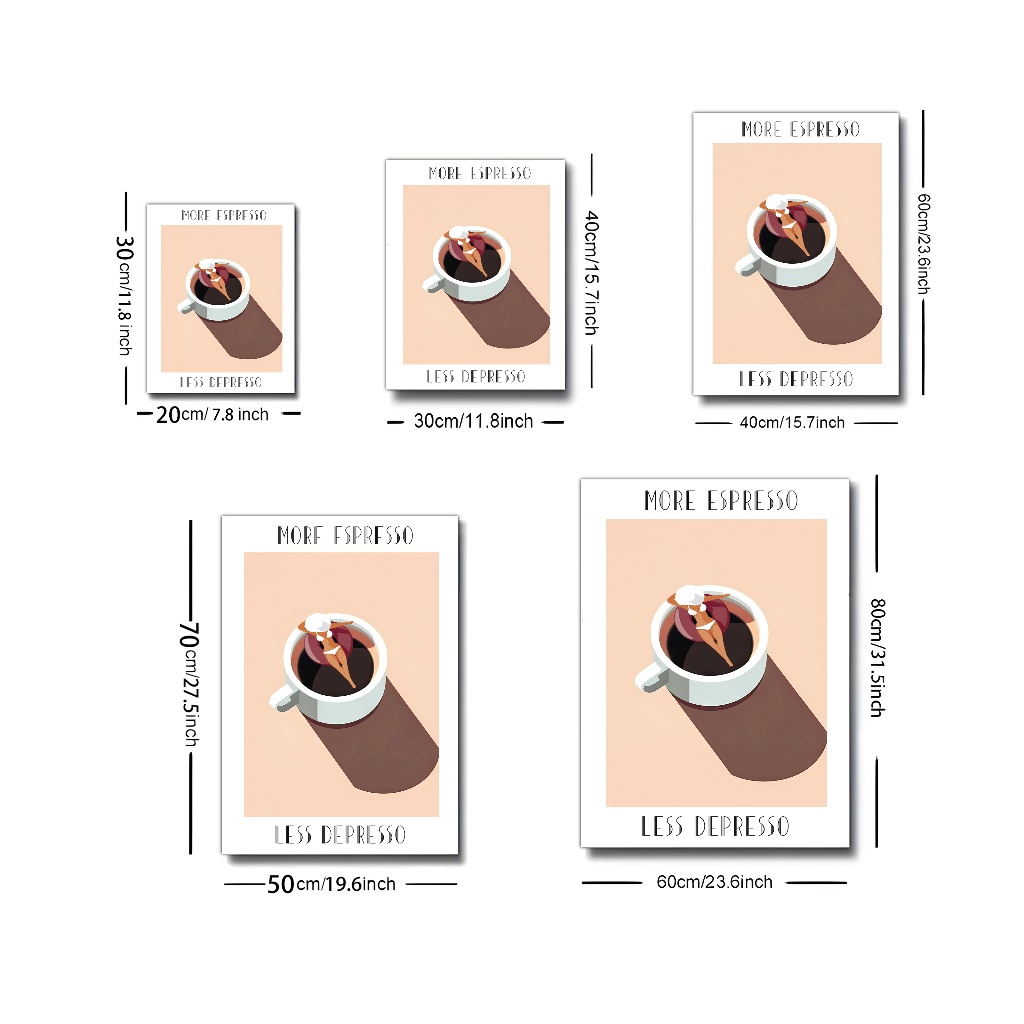 MORE ESPRESSO
LESS DEPRESSO
30cm/11.8 inch
20cm/ 7.8 inch
MORE ESPRESSO
LESS DEPRESSO
40cm/15.7inch
30cm/11.8inch
MORE ESPRESSO
LESS DEPRESSO
60cm/23.6inch
40cm/15.7inch
MORE ESPRESSO
LESS DEPRESSO
70cm/27.5inch
50cm/19.6inch
MORE ESPRESSO
LESS DEPRESSO
80cm/31.5inch
60cm/23.6inch